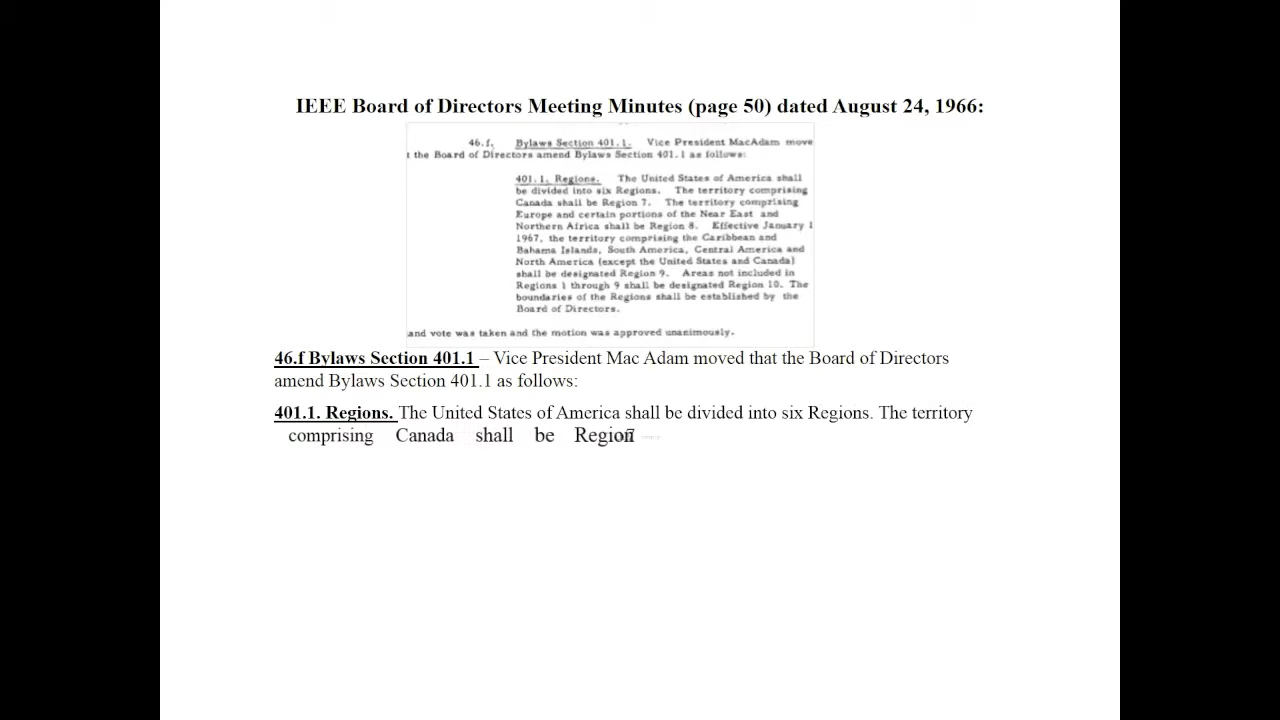 IEEE Board of Directors Meeting Minutes (page 50) dated August 24, 1966:
46.f. Bylaws Section 401.1. Vice President MacAdam move
t the Board of Directors amend Bylaws Section 401.1 as follows:
401.1. Regions. The United States of America shall
be divided into six Regions. The territory comprising
Canada shall be Region 7. The territory comprising
Europe and certain portions of the Near East and
Northern Africa shall be Region 8. Effective January 1
1967, the territory comprising the Caribbean and
Bahama Islands, South America, Central America and
North America (except the United States and Canada)
shall be designated Region 9. Areas not included in
Regions 1 through 9 shall be designated Region 10. The
boundaries of the Regions shall be established by the
Board of Directors.
and vote was taken and the motion was approved unanimously.
46.f Bylaws Section 401.1 – Vice President Mac Adam moved that the Board of Directors
amend Bylaws Section 401.1 as follows:
401.1. Regions. The United States of America shall be divided into six Regions. The territory
comprising Canada shall be Region 7